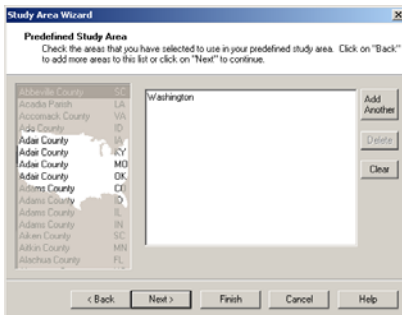 Study Area Wizard
Predefined Study Area
Check the areas that you have selected to use in your predefined study area. Click on "Back"
to add more areas to this list or click on "Next" to continue.
Abbeville County SC
Acadia Parish LA
Accomack County VA
Ada County ID
Adair County IA
Adair County KY
Adair County MO
Adair County OK
Adams County CO
Adams County ID
Adams County IL
Adams County IN
Aiken County SC
Aitkin County MN
Alachua County FL
Washington
Add
Another
Delete
Clear
< Back
Next >
Finish
Cancel
Help